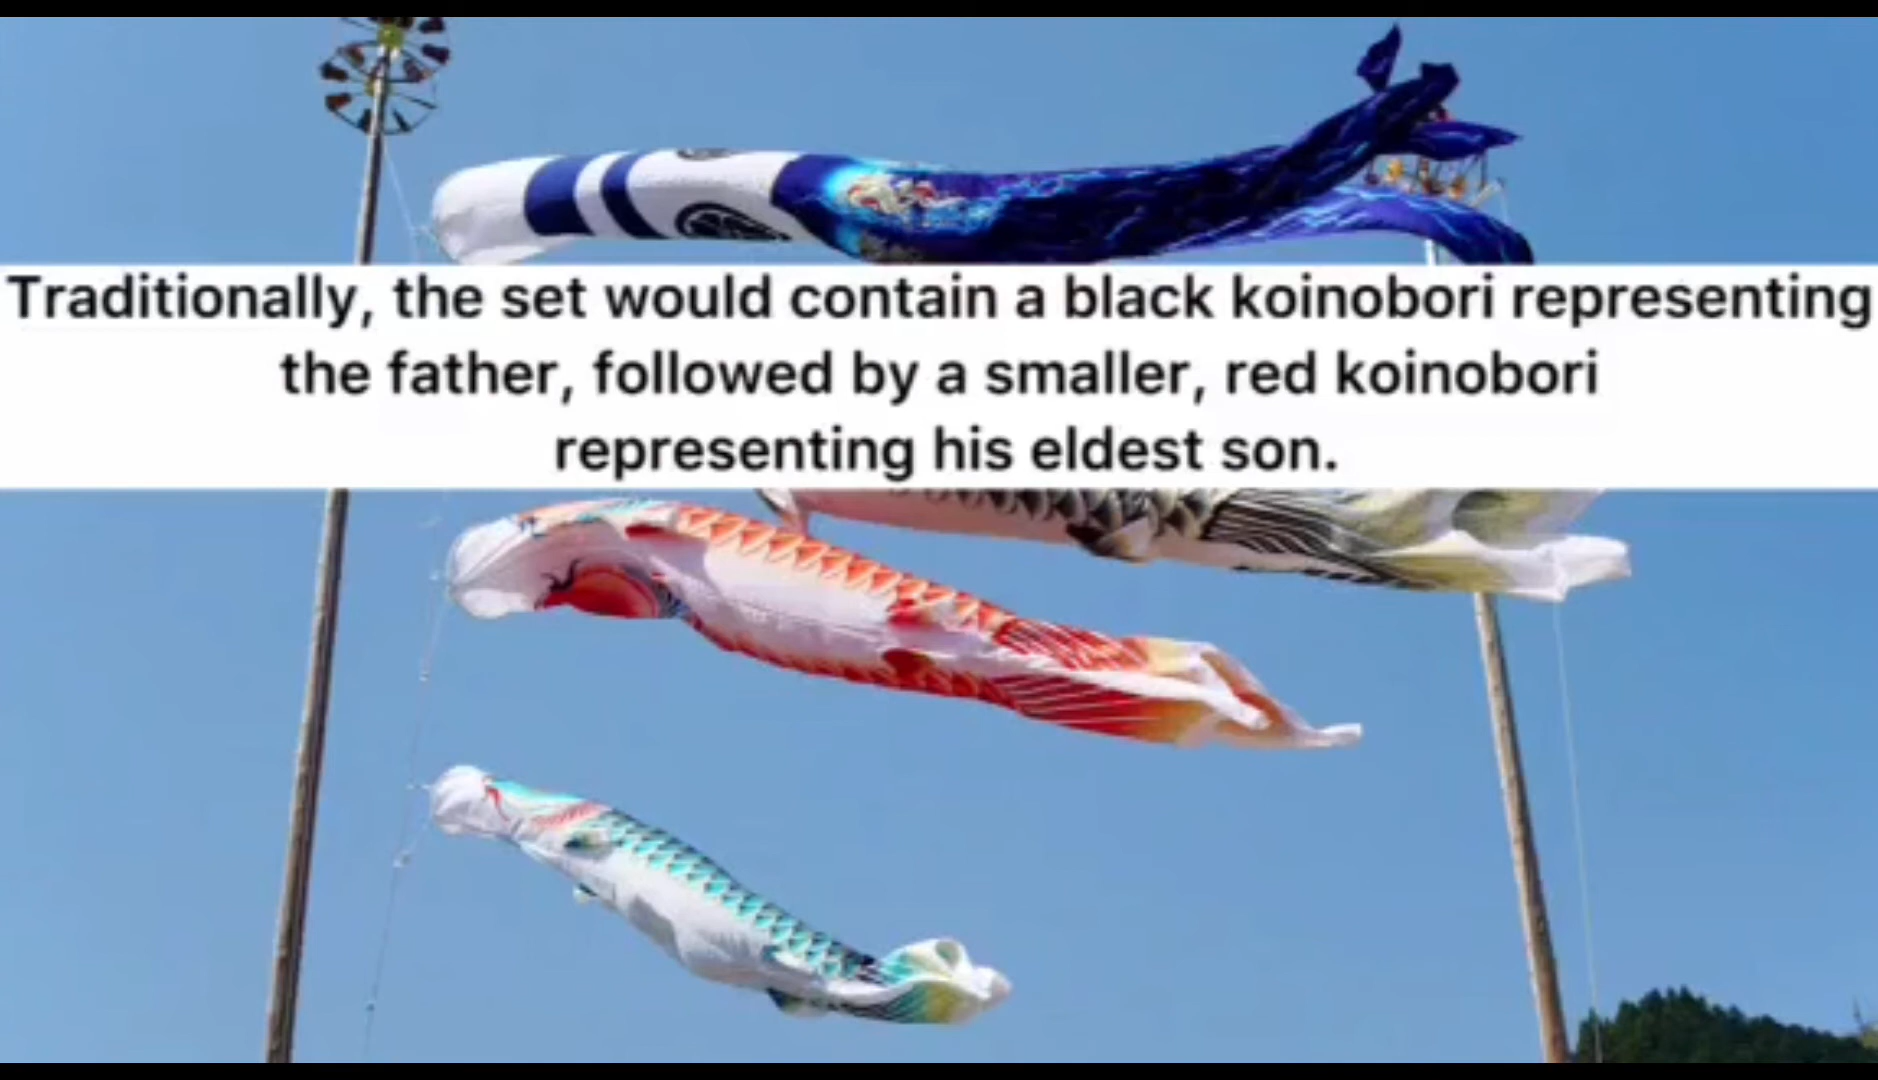 Traditionally, the set would contain a black koinobori representing
the father, followed by a smaller, red koinobori
representing his eldest son.